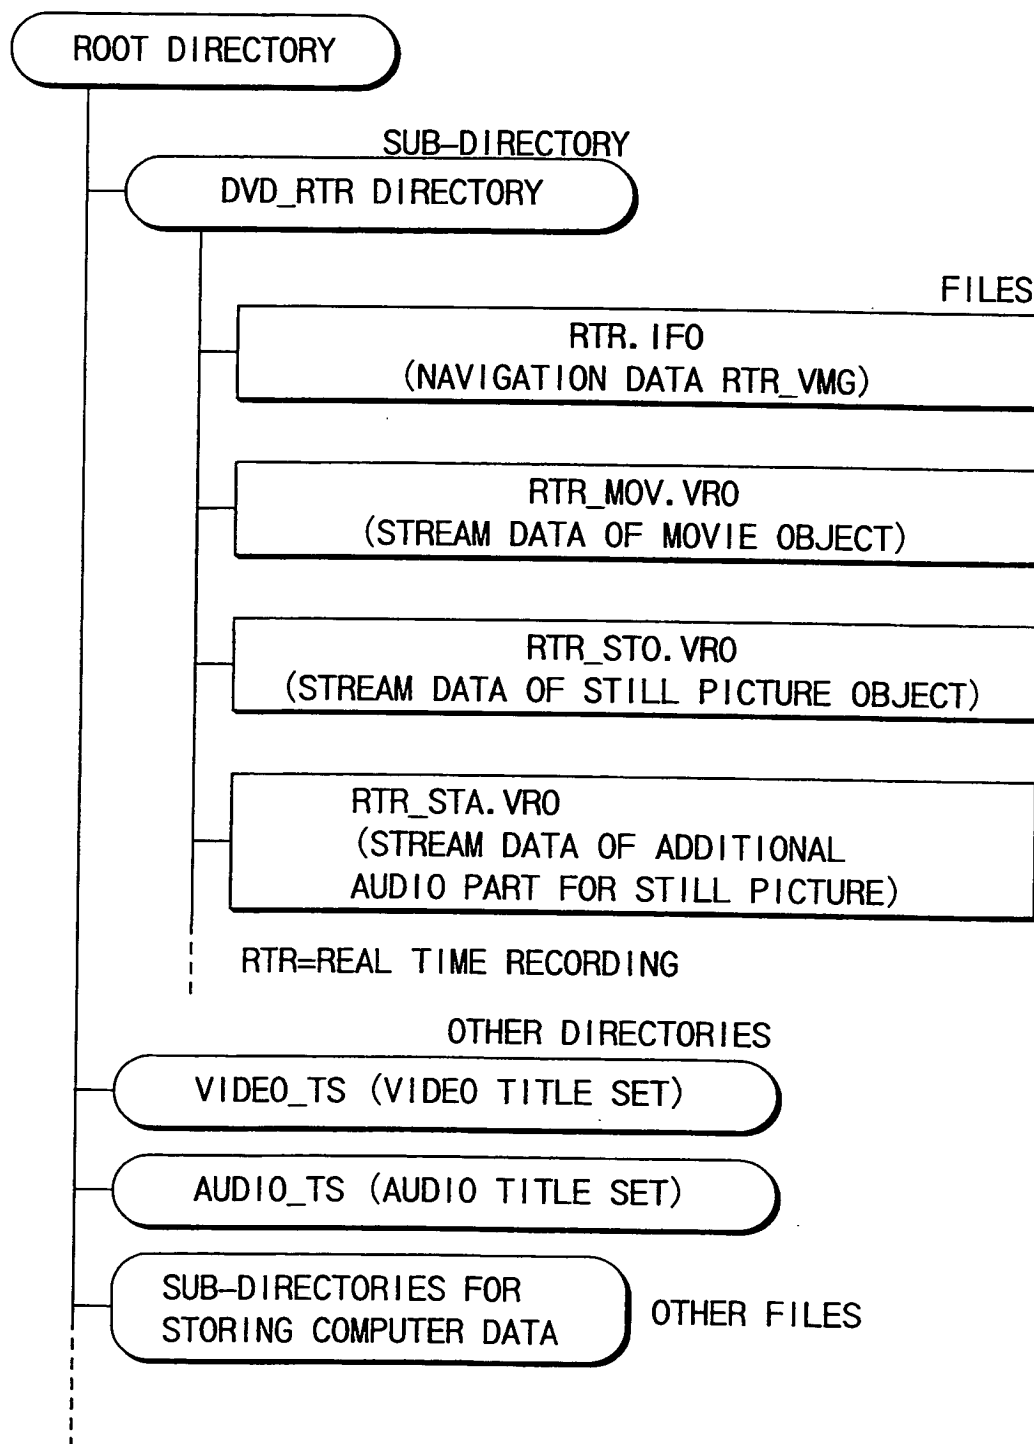 ROOT DIRECTORY
SUB-DIRECTORY
DVD_RTR DIRECTORY
FILES
RTR.IFO
(NAVIGATION DATA RTR_VMG)
RTR_MOV.VRO
(STREAM DATA OF MOVIE OBJECT)
RTR_STO.VRO
(STREAM DATA OF STILL PICTURE OBJECT)
RTR_STA.VRO
(STREAM DATA OF ADDITIONAL
AUDIO PART FOR STILL PICTURE)
RTR=REAL TIME RECORDING
OTHER DIRECTORIES
VIDEO_TS (VIDEO TITLE SET)
AUDIO_TS (AUDIO TITLE SET)
SUB-DIRECTORIES FOR
STORING COMPUTER DATA
OTHER FILES